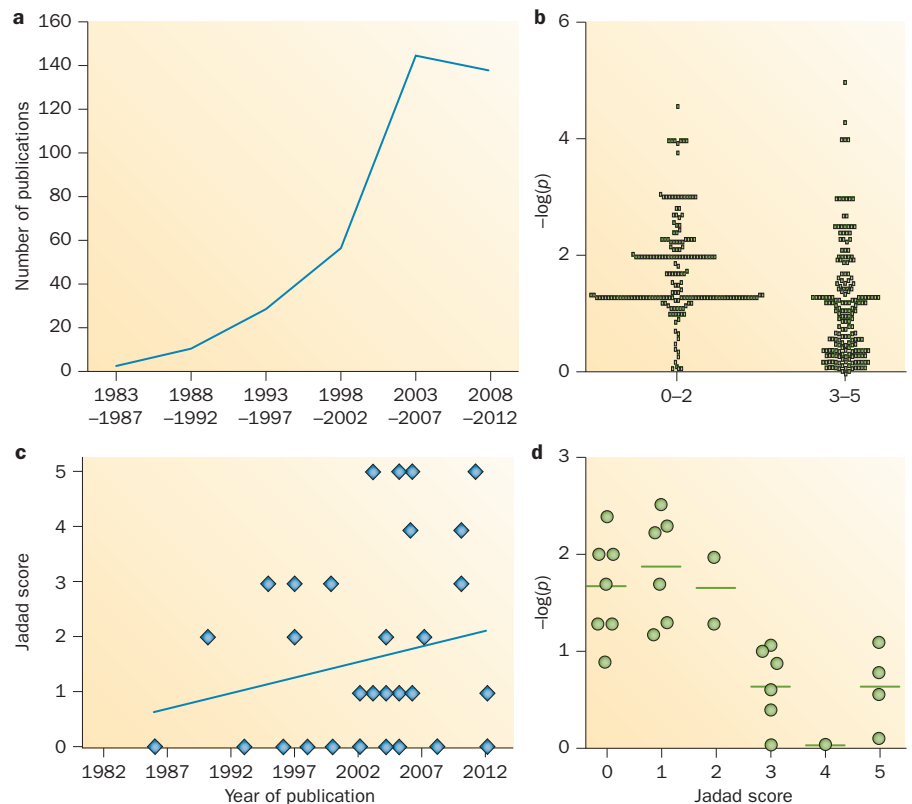 a
160
140
120
100
80
60
40
20
0
Number of publications
1983 1988 1993 1998 2003 2008
–1987 –1992 –1997 –2002 –2007 –2012
b
6
4
2
0
–log(p)
0–2 3–5
c
5
4
3
2
1
0
Jadad score
1982 1987 1992 1997 2002 2007 2012
Year of publication
d
3
2
1
0
–log(p)
0 1 2 3 4 5
Jadad score